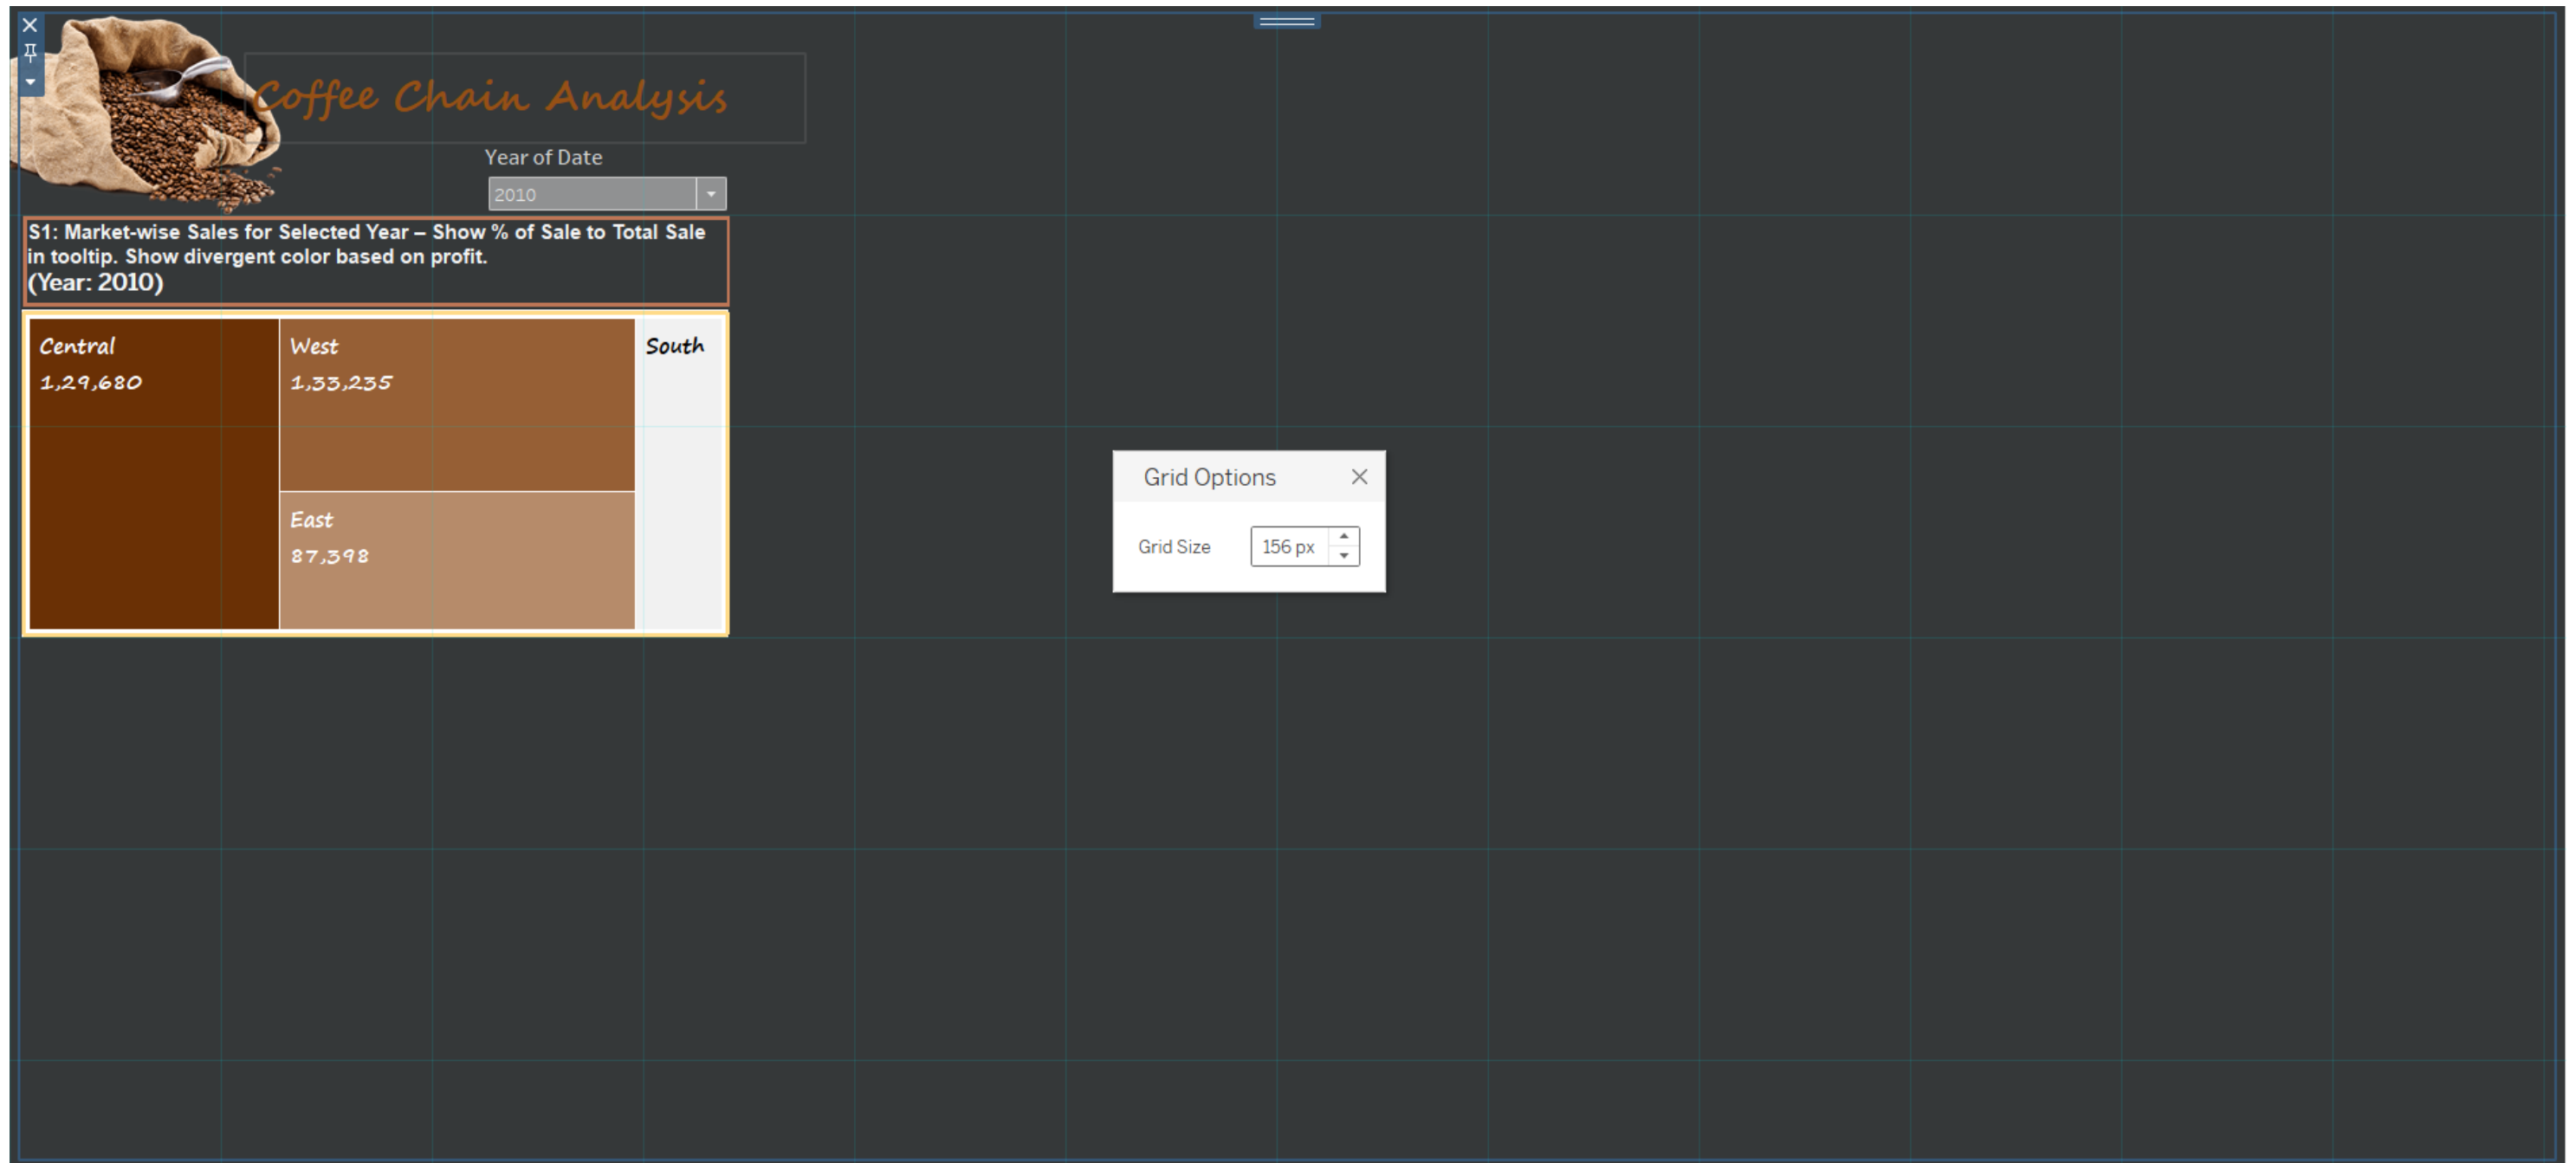 Coffee Chain Analysis
Year of Date
2010
S1: Market-wise Sales for Selected Year – Show % of Sale to Total Sale
in tooltip. Show divergent color based on profit.
(Year: 2010)
Central
1,29,680
West
1,33,235
South
East
87,398
Grid Options
Grid Size
156 px